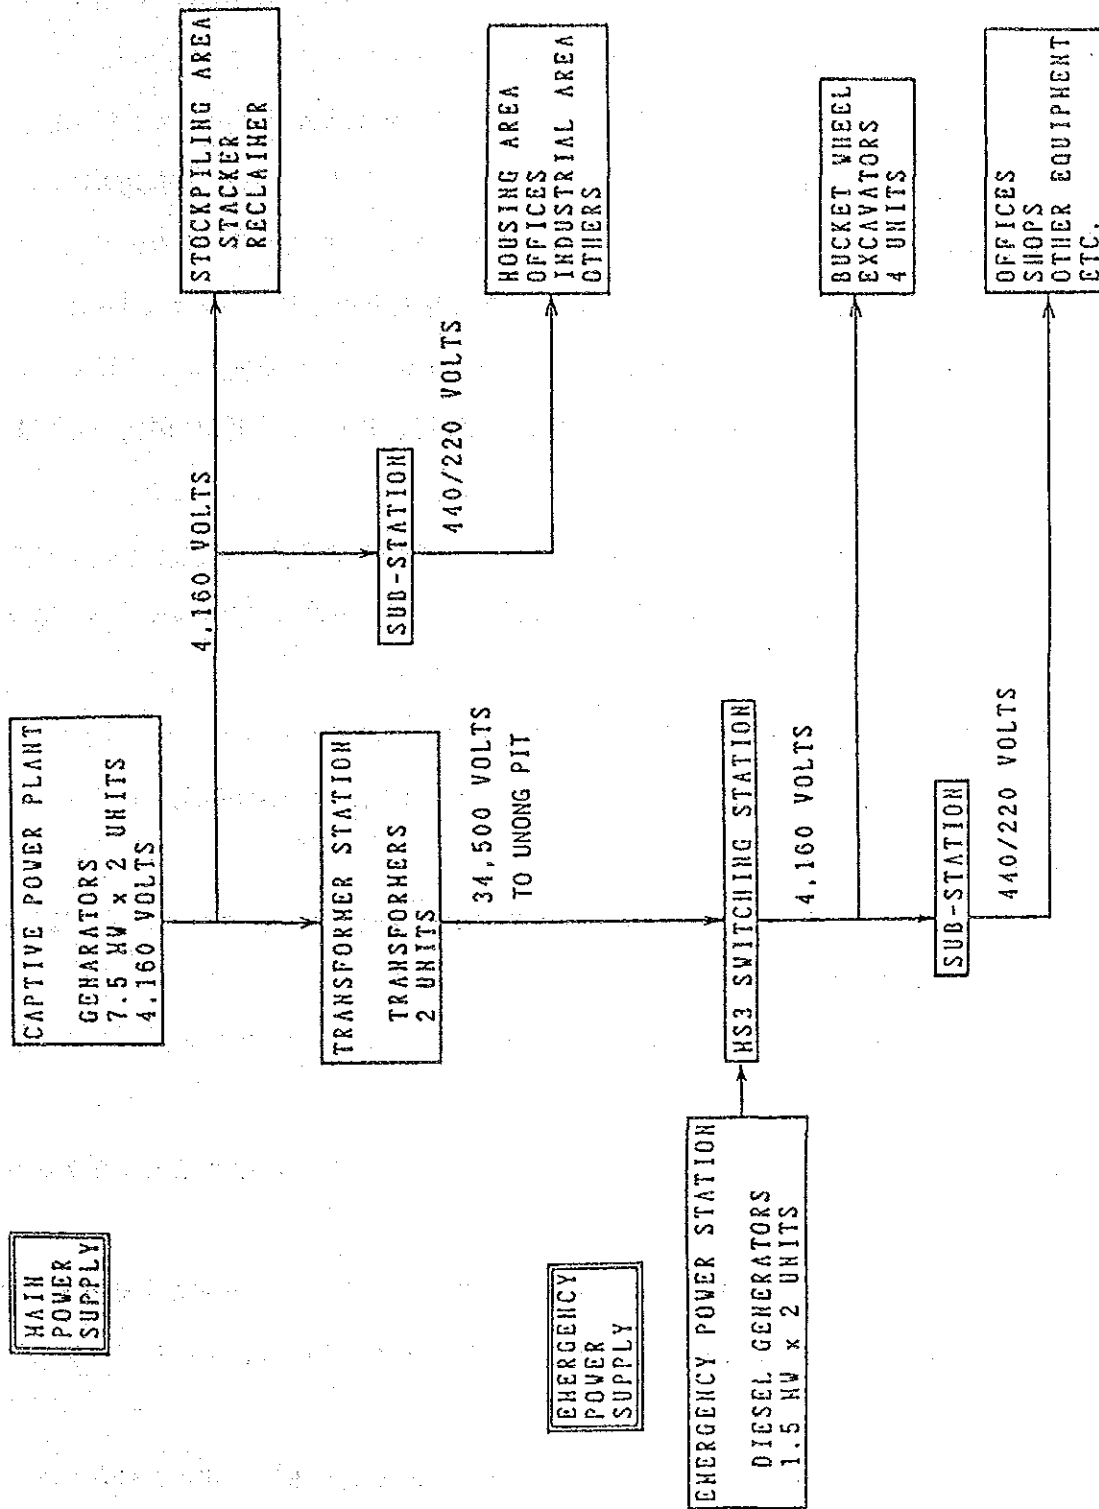 MAIN
POWER
SUPPLY
CAPTIVE POWER PLANT
GENARATORS
7.5 MW x 2 UNITS
4,160 VOLTS
4,160 VOLTS
STOCKPILING AREA
STACKER
RECLAIMER
TRANSFORMER STATION
TRANSFORMERS
2 UNITS
SUB-STATION
440/220 VOLTS
HOUSING AREA
OFFICES
INDUSTRIAL AREA
OTHERS
34,500 VOLTS
TO UNONG PIT
EMERGENCY
POWER
SUPPLY
EMERGENCY POWER STATION
DIESEL GENERATORS
1.5 MW x 2 UNITS
MS3 SWITCHING STATION
4,160 VOLTS
BUCKET WHEEL
EXCAVATORS
4 UNITS
SUB-STATION
440/220 VOLTS
OFFICES
SHOPS
OTHER EQUIPMENT
ETC.